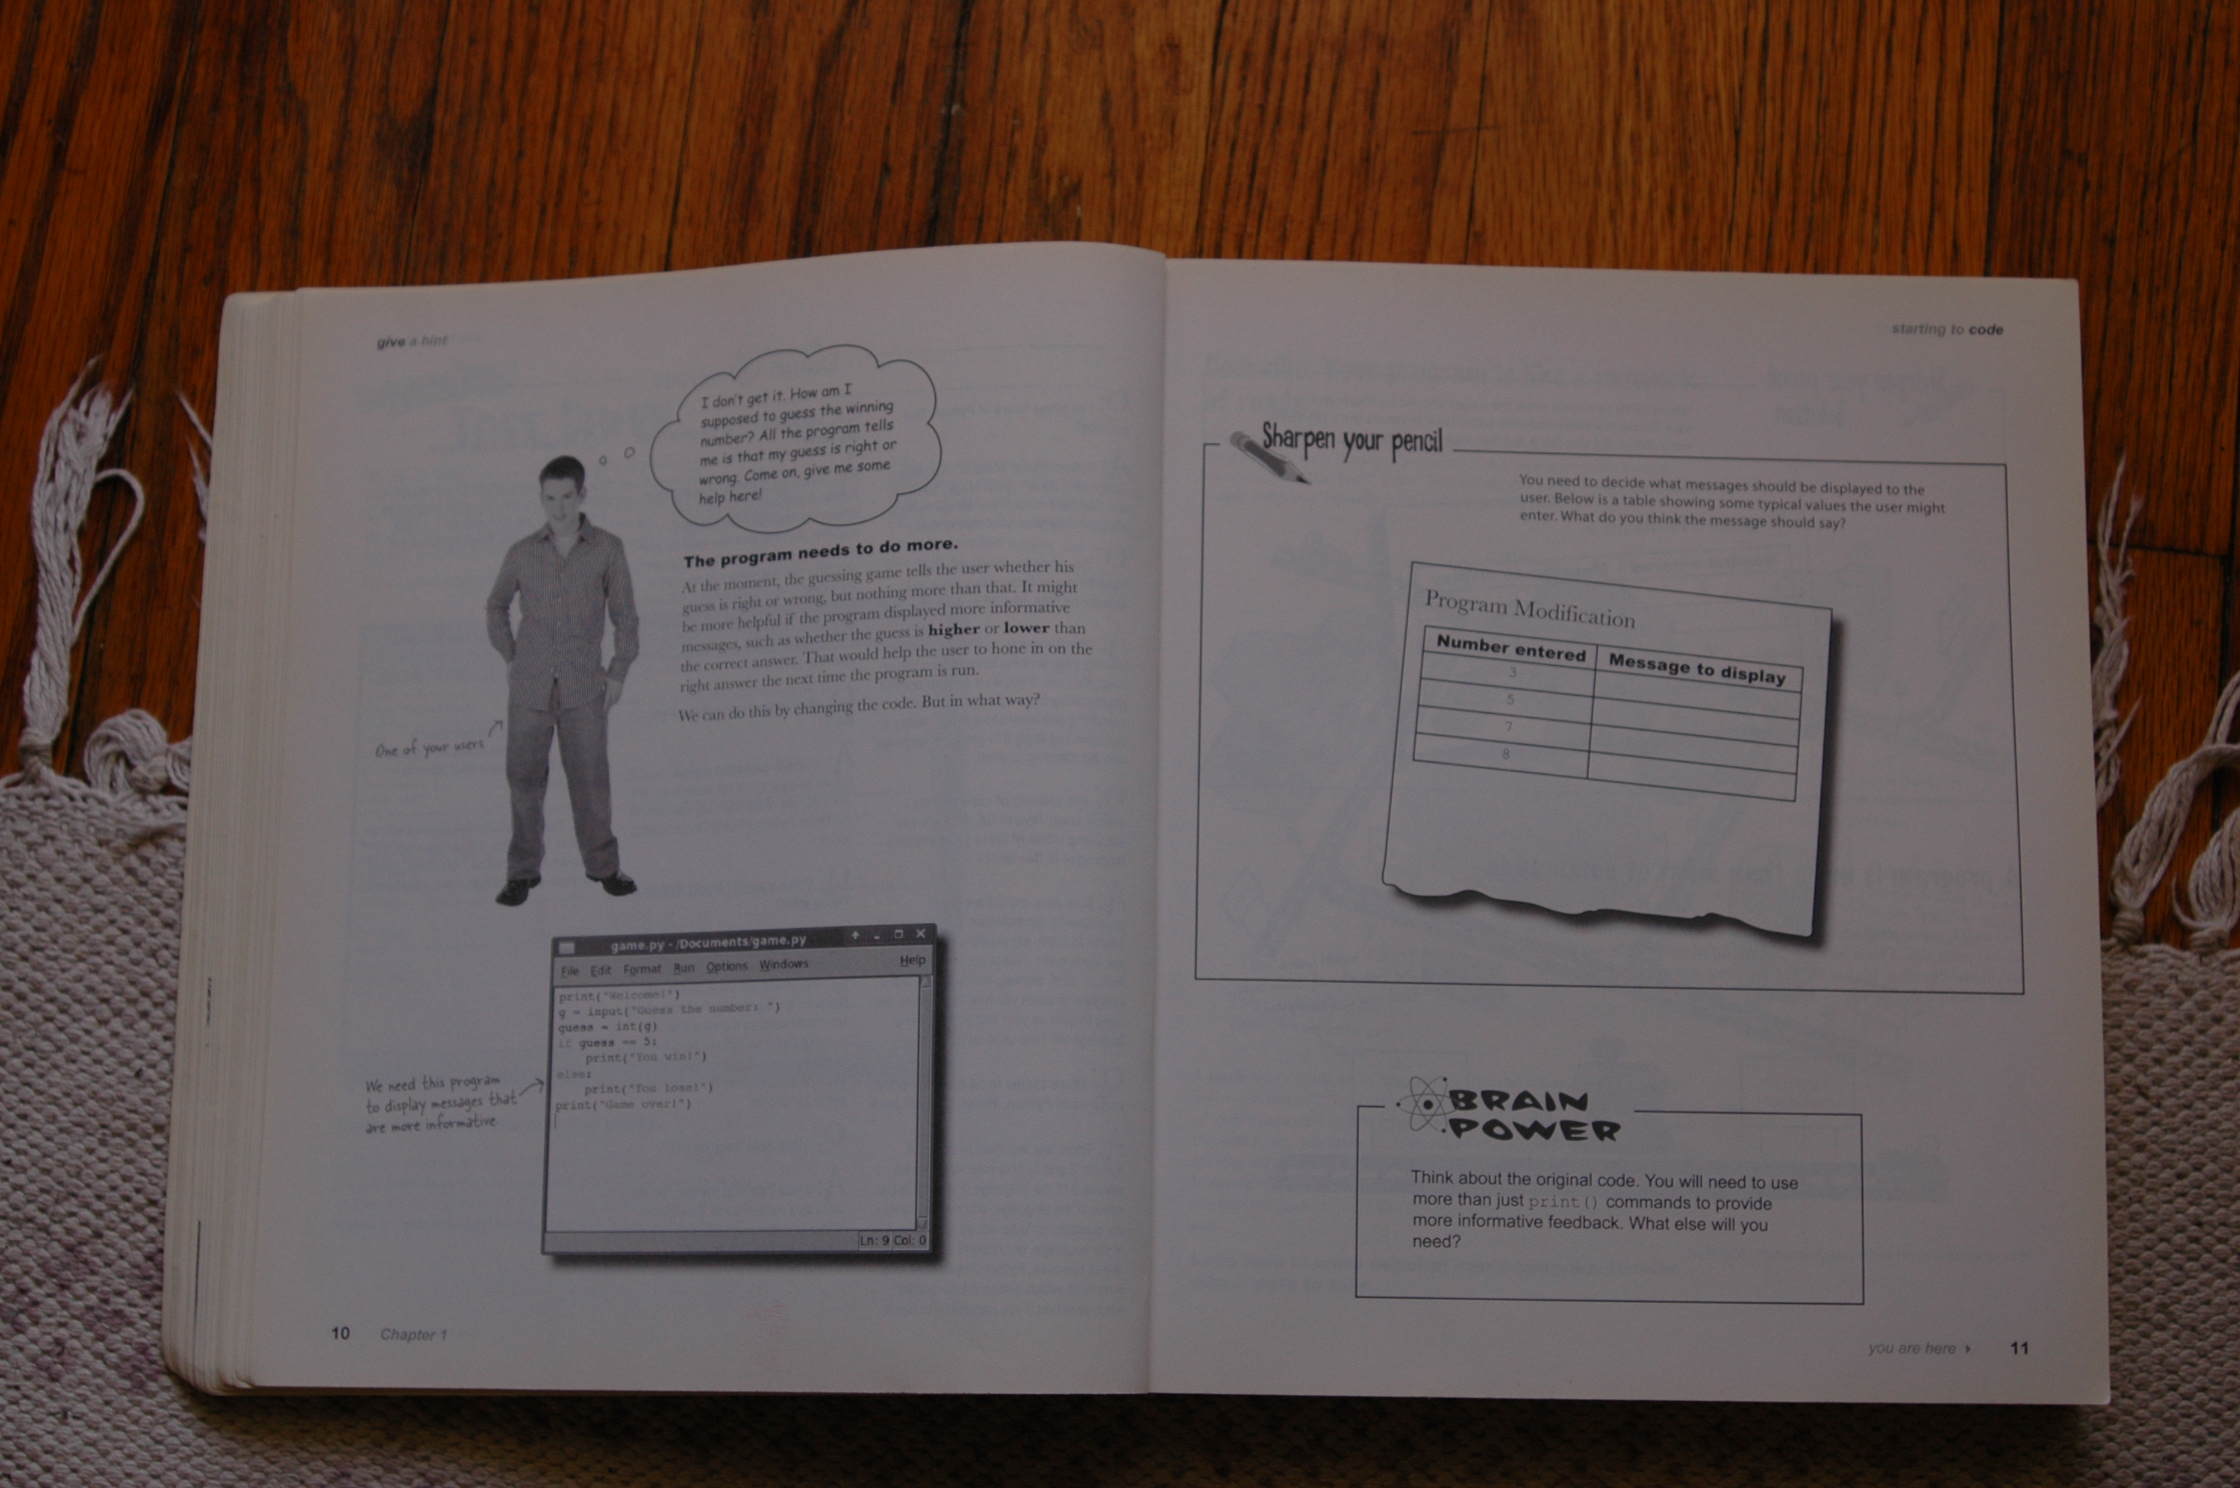 give a hint
I don't get it. How am I
supposed to guess the winning
number? All the program tells
me is that my guess is right or
wrong. Come on, give me some
help here!
The program needs to do more.
At the moment, the guessing game tells the user whether his
guess is right or wrong, but nothing more than that. It might
be more helpful if the program displayed more informative
messages, such as whether the guess is higher or lower than
the correct answer. That would help the user to hone in on the
right answer the next time the program is run.
We can do this by changing the code. But in what way?
One of your users
game.py - /Documents/game.py
File Edit Format Run Options Windows Help
print("Welcome!")
g = input("Guess the number: ")
guess = int(g)
if guess == 5:
print("You win!")
else:
print("You lose!")
print("Game over!")
Ln: 9 Col: 0
We need this program
to display messages that
are more informative
10 Chapter 1
starting to code
Sharpen your pencil
You need to decide what messages should be displayed to the
user. Below is a table showing some typical values the user might
enter. What do you think the message should say?
Program Modification
Number entered Message to display
3
5
7
8
BRAIN
POWER
Think about the original code. You will need to use
more than just print() commands to provide
more informative feedback. What else will you
need?
you are here ▸ 11